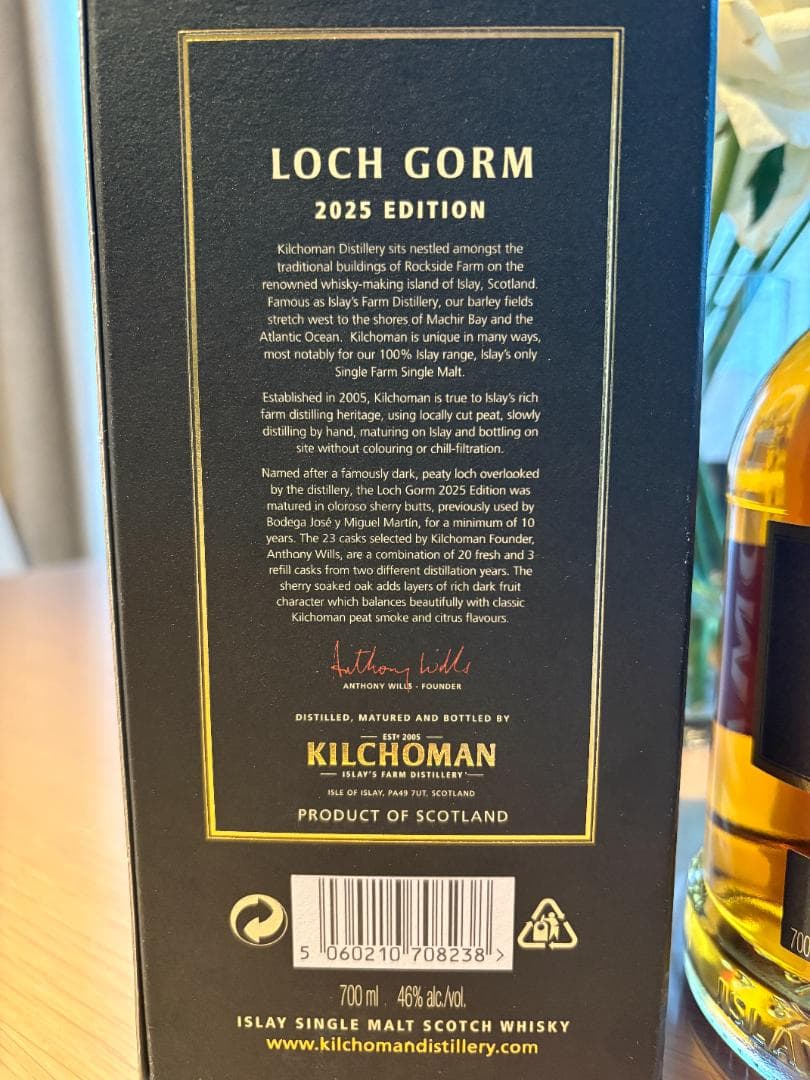 LOCH GORM
2025 EDITION
Kilchoman Distillery sits nestled amongst the
traditional buildings of Rockside Farm on the
renowned whisky-making island of Islay, Scotland.
Famous as Islay's Farm Distillery, our barley fields
stretch west to the shores of Machir Bay and the
Atlantic Ocean. Kilchoman is unique in many ways,
most notably for our 100% Islay range, Islay's only
Single Farm Single Malt.
Established in 2005, Kilchoman is true to Islay's rich
farm distilling heritage, using locally cut peat, slowly
distilling by hand, maturing on Islay and bottling on
site without colouring or chill-filtration.
Named after a famously dark, peaty loch overlooked
by the distillery, the Loch Gorm 2025 Edition was
matured in oloroso sherry butts, previously used by
Bodega José y Miguel Martín, for a minimum of 10
years. The 23 casks selected by Kilchoman Founder,
Anthony Wills, are a combination of 20 fresh and 3
refill casks from two different distillation years. The
sherry soaked oak adds layers of rich dark fruit
character which balances beautifully with classic
Kilchoman peat smoke and citrus flavours.
Anthony Wills
ANTHONY WILLS - FOUNDER
DISTILLED, MATURED AND BOTTLED BY
ESTD 2005
KILCHOMAN
ISLAY'S FARM DISTILLERY
ISLE OF ISLAY, PA49 7UT, SCOTLAND
PRODUCT OF SCOTLAND
5 060210 708238 >
700 ml 46% alc./vol.
ISLAY SINGLE MALT SCOTCH WHISKY
www.kilchomandistillery.com
700